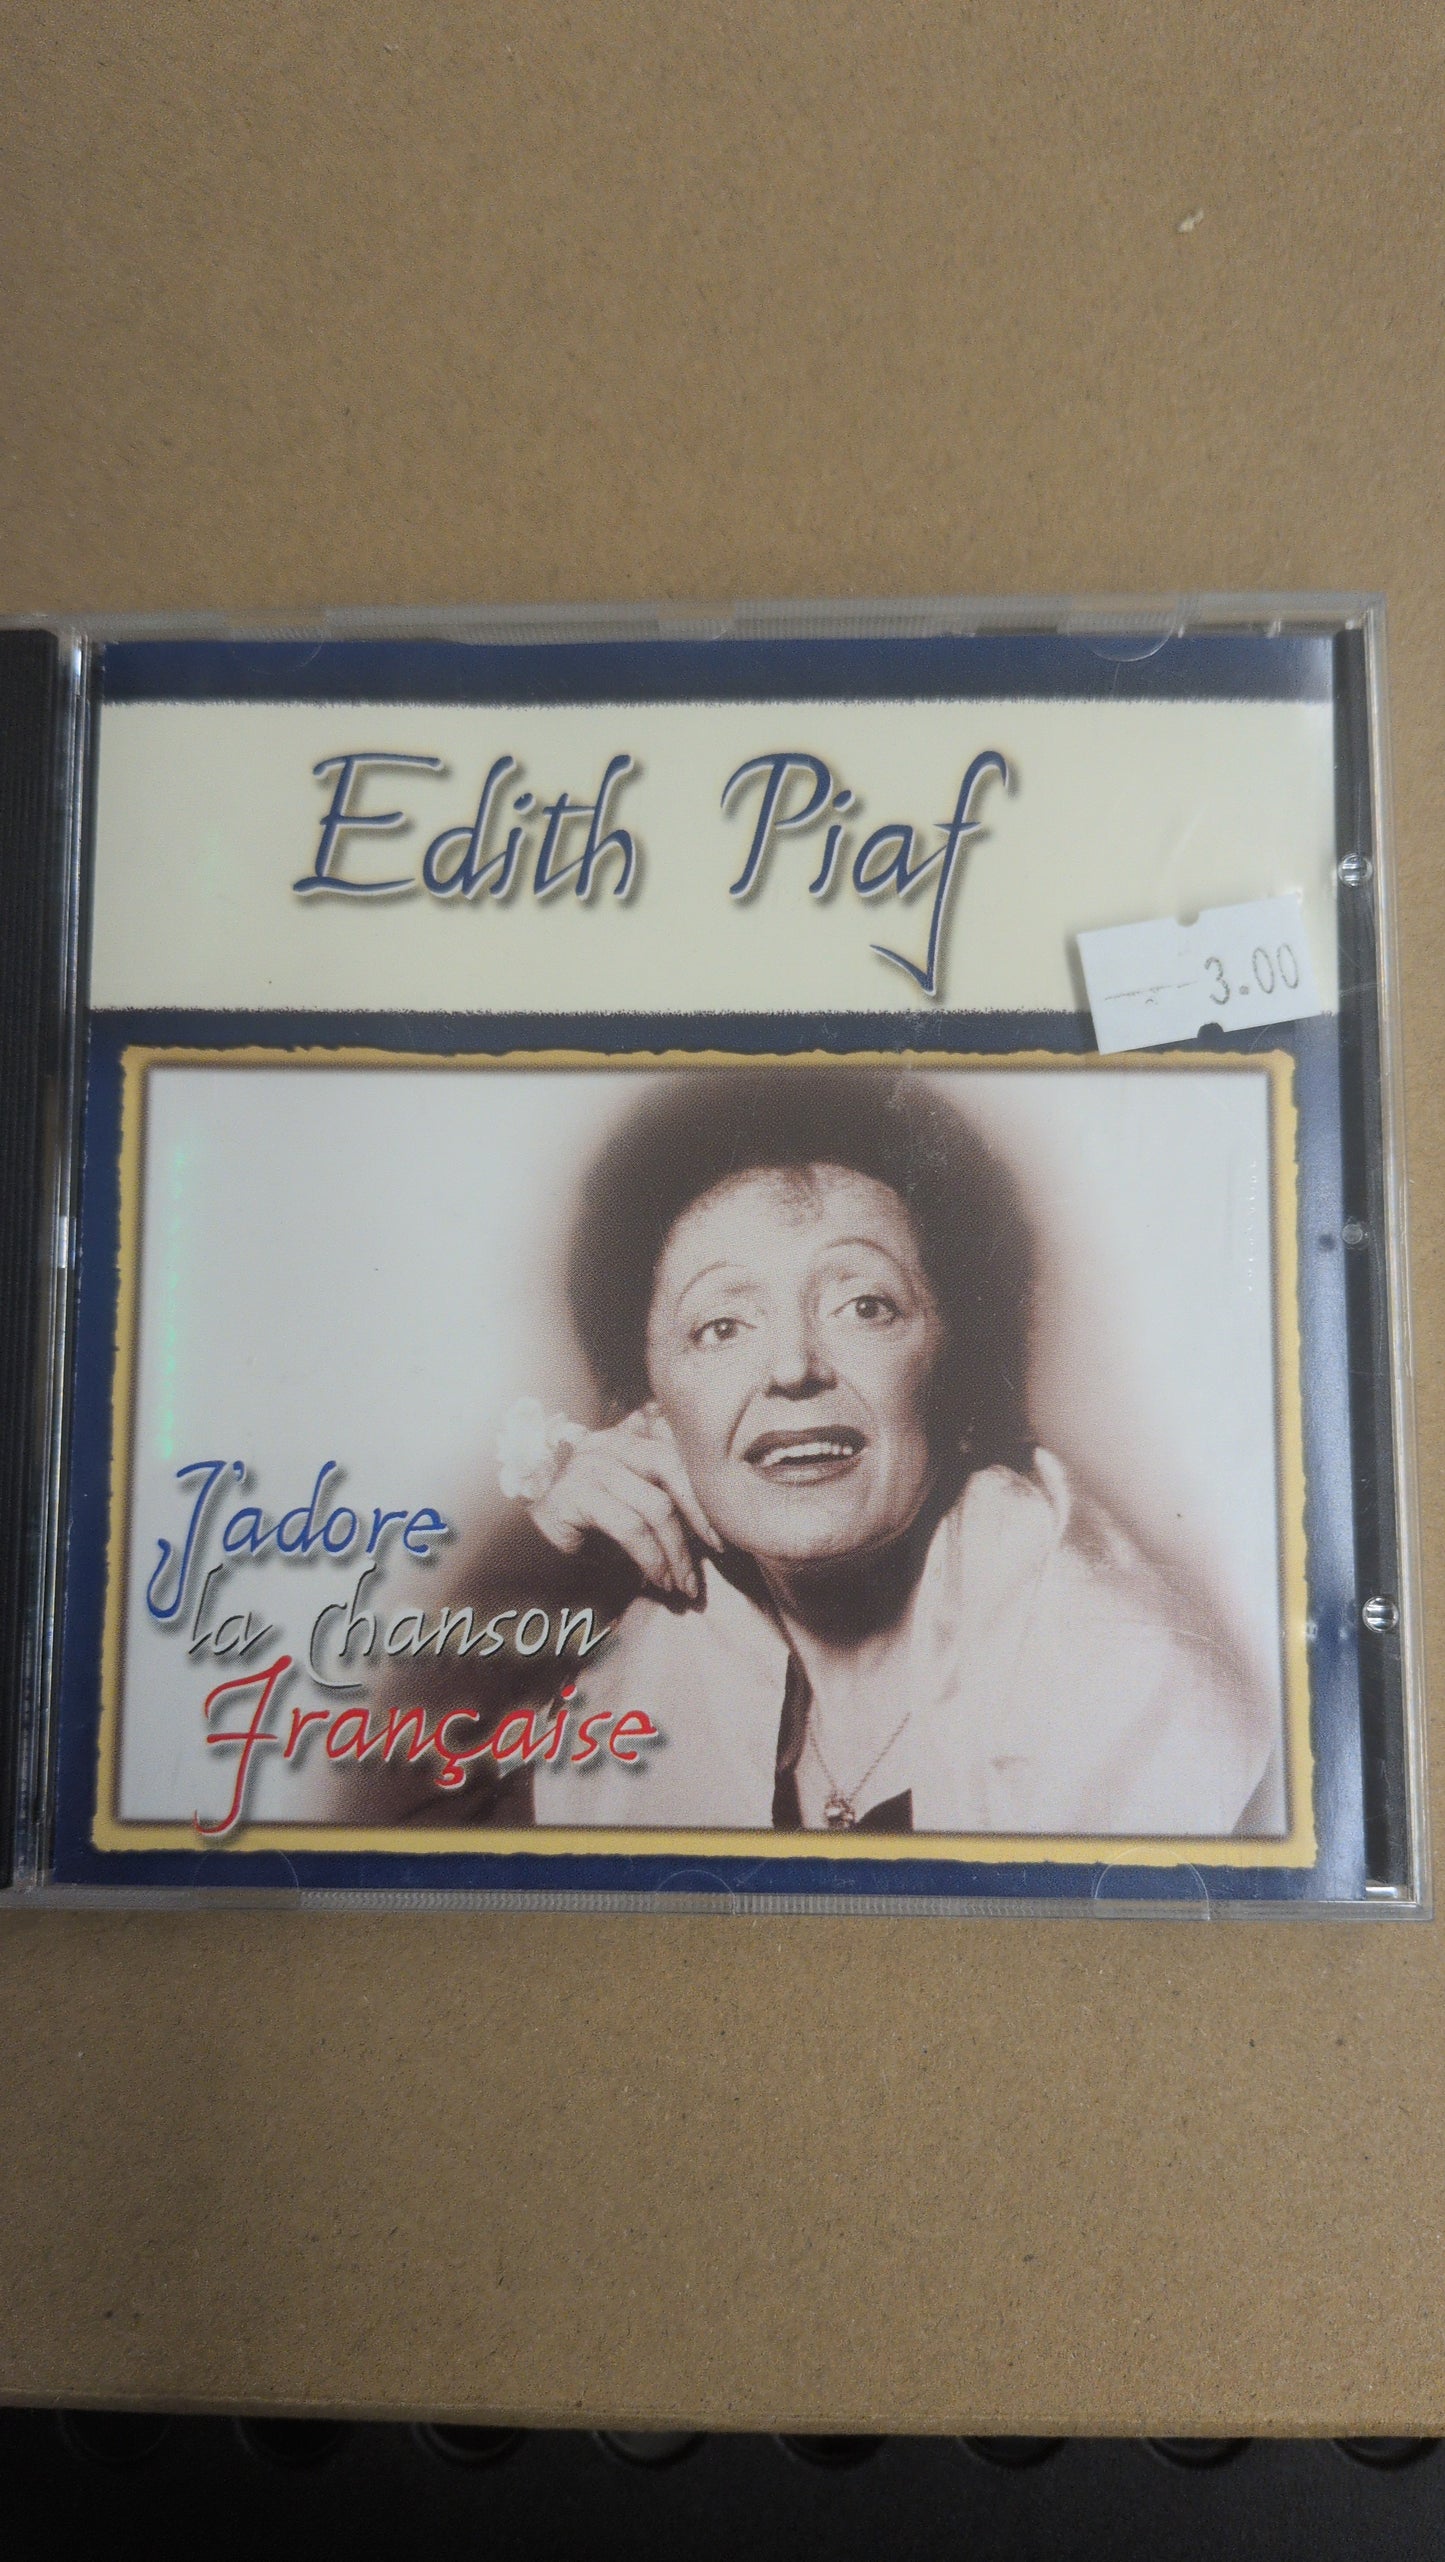 Edith Piaf
3.00
J'adore
la chanson
Française